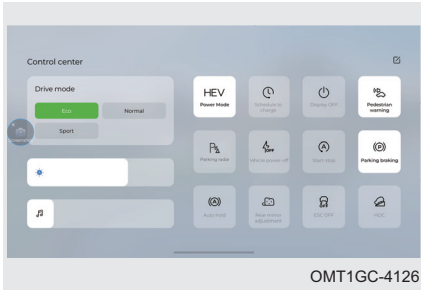 Control center
Drive mode
Eco
Normal
Sport
HEV
Power Mode
Schedule to
charge
Display OFF
Pedestrian
warning
Parking radar
Vehicle power off
Start-stop
Parking braking
Auto hold
Rear mirror
adjustment
OFF
ESC OFF
HDC
OMT1GC-4126